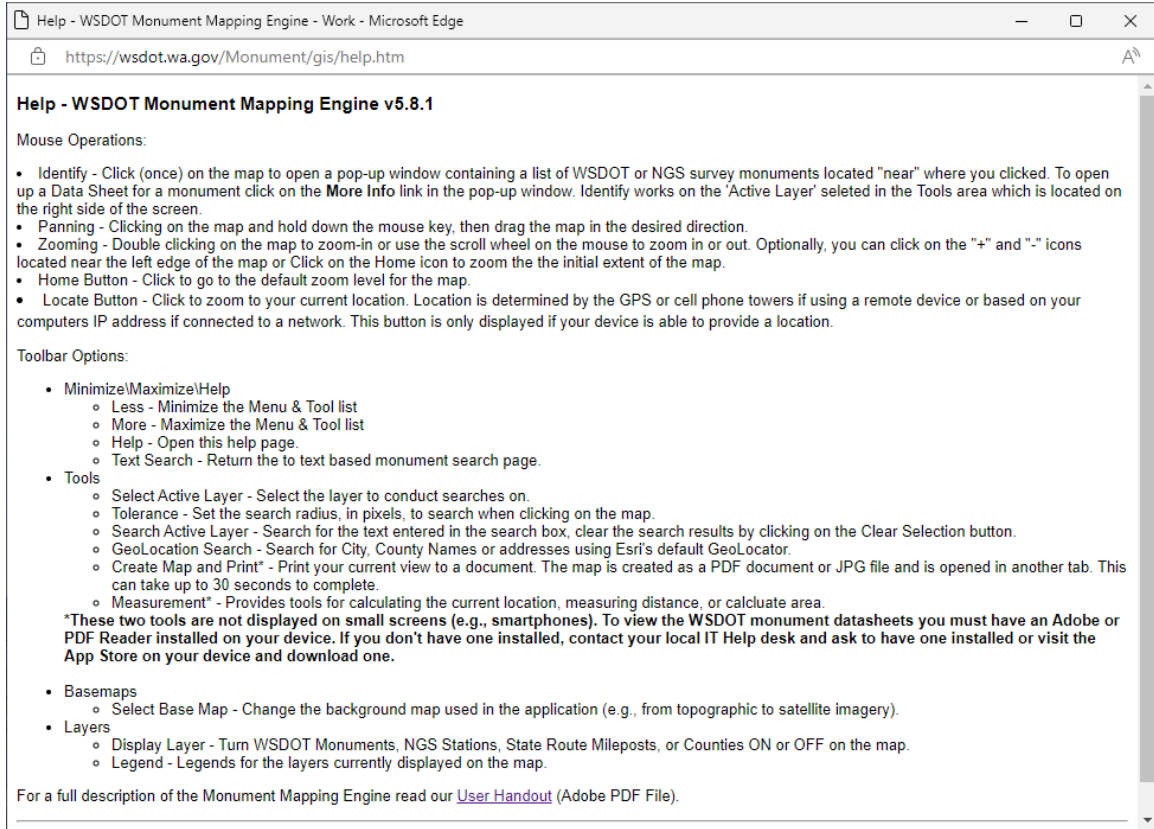 Help - WSDOT Monument Mapping Engine - Work - Microsoft Edge
https://wsdot.wa.gov/Monument/gis/help.htm
Help - WSDOT Monument Mapping Engine v5.8.1
Mouse Operations:
• Identify - Click (once) on the map to open a pop-up window containing a list of WSDOT or NGS survey monuments located "near" where you clicked. To open
up a Data Sheet for a monument click on the More Info link in the pop-up window. Identify works on the 'Active Layer' seleted in the Tools area which is located on
the right side of the screen.
• Panning - Clicking on the map and hold down the mouse key, then drag the map in the desired direction.
• Zooming - Double clicking on the map to zoom-in or use the scroll wheel on the mouse to zoom in or out. Optionally, you can click on the "+" and "-" icons
located near the left edge of the map or Click on the Home icon to zoom the the initial extent of the map.
• Home Button - Click to go to the default zoom level for the map.
• Locate Button - Click to zoom to your current location. Location is determined by the GPS or cell phone towers if using a remote device or based on your
computers IP address if connected to a network. This button is only displayed if your device is able to provide a location.
Toolbar Options:
• Minimize\Maximize\Help
◦ Less - Minimize the Menu & Tool list
◦ More - Maximize the Menu & Tool list
◦ Help - Open this help page.
◦ Text Search - Return the to text based monument search page.
• Tools
◦ Select Active Layer - Select the layer to conduct searches on.
◦ Tolerance - Set the search radius, in pixels, to search when clicking on the map.
◦ Search Active Layer - Search for the text entered in the search box, clear the search results by clicking on the Clear Selection button.
◦ GeoLocation Search - Search for City, County Names or addresses using Esri's default GeoLocator.
◦ Create Map and Print* - Print your current view to a document. The map is created as a PDF document or JPG file and is opened in another tab. This
can take up to 30 seconds to complete.
◦ Measurement* - Provides tools for calculating the current location, measuring distance, or calcluate area.
*These two tools are not displayed on small screens (e.g., smartphones). To view the WSDOT monument datasheets you must have an Adobe or
PDF Reader installed on your device. If you don't have one installed, contact your local IT Help desk and ask to have one installed or visit the
App Store on your device and download one.
• Basemaps
◦ Select Base Map - Change the background map used in the application (e.g., from topographic to satellite imagery).
• Layers
◦ Display Layer - Turn WSDOT Monuments, NGS Stations, State Route Mileposts, or Counties ON or OFF on the map.
◦ Legend - Legends for the layers currently displayed on the map.
For a full description of the Monument Mapping Engine read our User Handout (Adobe PDF File).